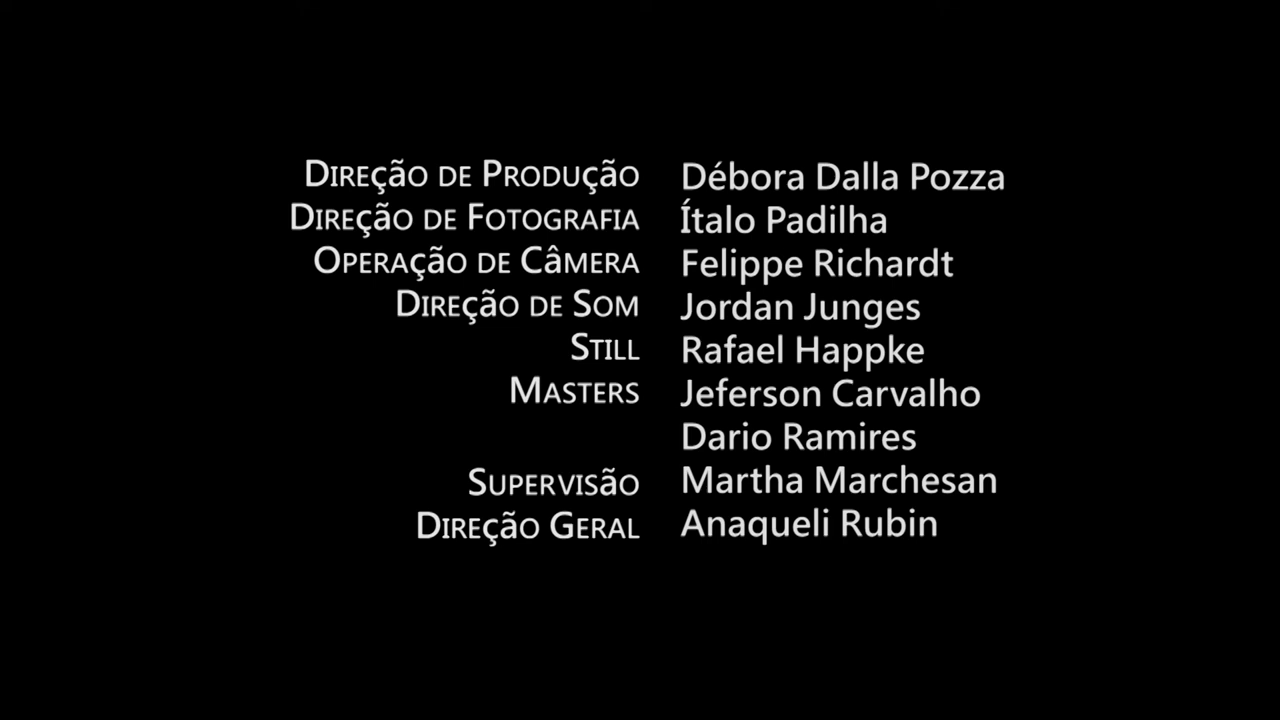 Direção de Produção Débora Dalla Pozza
Direção de Fotografia Ítalo Padilha
Operação de Câmera Felippe Richardt
Direção de Som Jordan Junges
Still Rafael Happke
Masters Jeferson Carvalho
Dario Ramires
Supervisão Martha Marchesan
Direção Geral Anaqueli Rubin